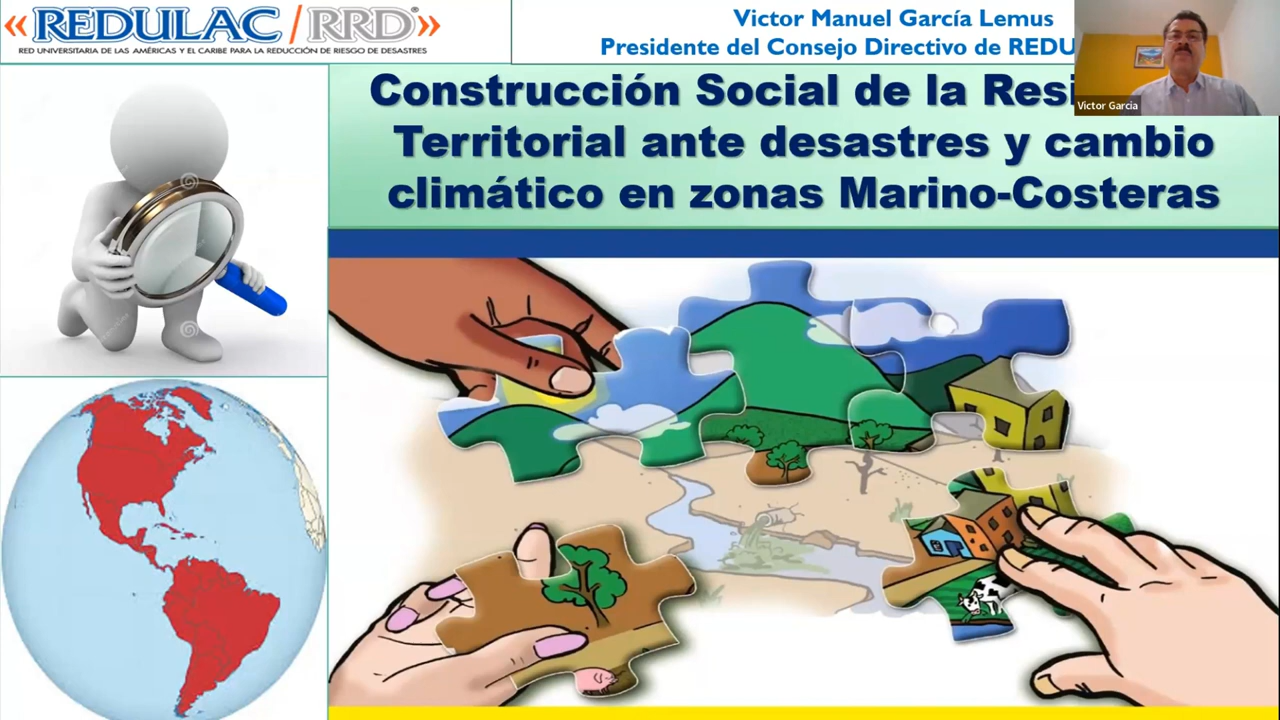 «REDULAC/RRD®»
RED UNIVERSITARIA DE LAS AMÉRICAS Y EL CARIBE PARA LA REDUCCIÓN DE RIESGO DE DESASTRES
Victor Manuel García Lemus
Presidente del Consejo Directivo de REDU
Construcción Social de la Resi
Territorial ante desastres y cambio
climático en zonas Marino-Costeras
Victor Garcia